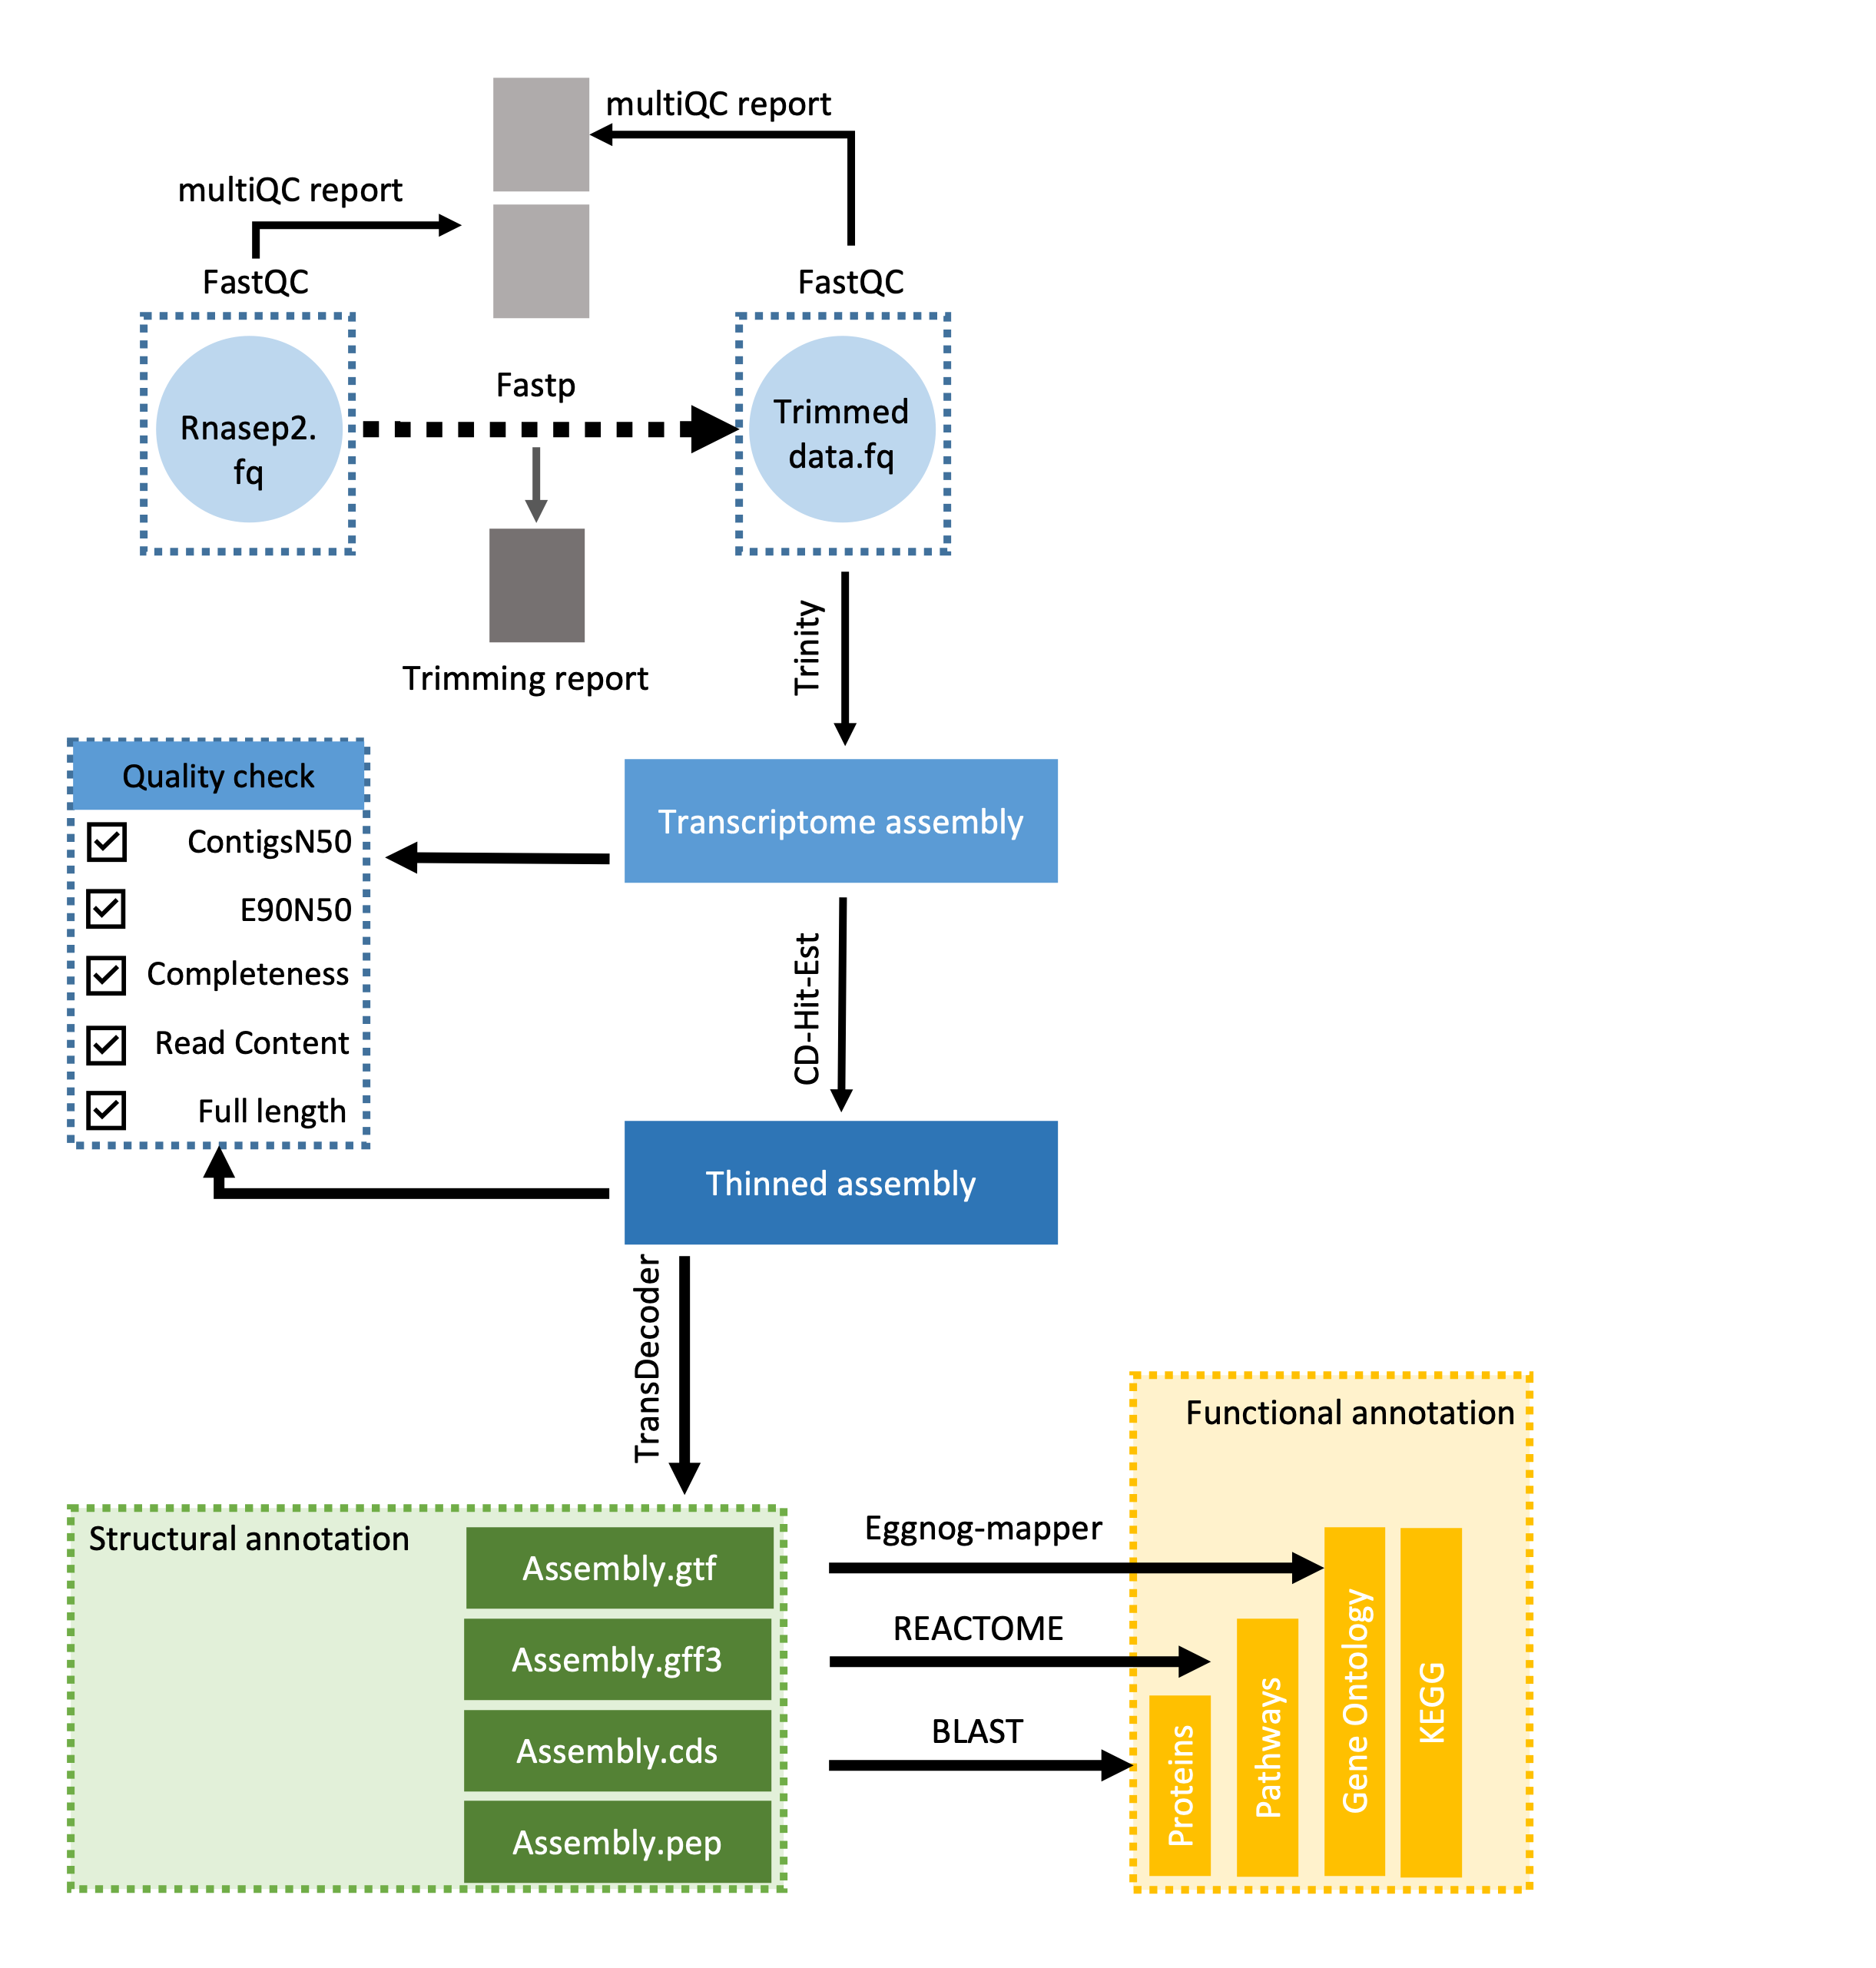 multiQC report
multiQC report
FastQC
FastQC
Fastp
Rnasep2.
fq
Trimmed
data.fq
Trimming report
Trinity
Quality check
ContigsN50
E90N50
Completeness
Read Content
Full length
Transcriptome assembly
CD-Hit-Est
Thinned assembly
TransDecoder
Structural annotation
Assembly.gtf
Assembly.gff3
Assembly.cds
Assembly.pep
Eggnog-mapper
REACTOME
BLAST
Functional annotation
Proteins
Pathways
Gene Ontology
KEGG